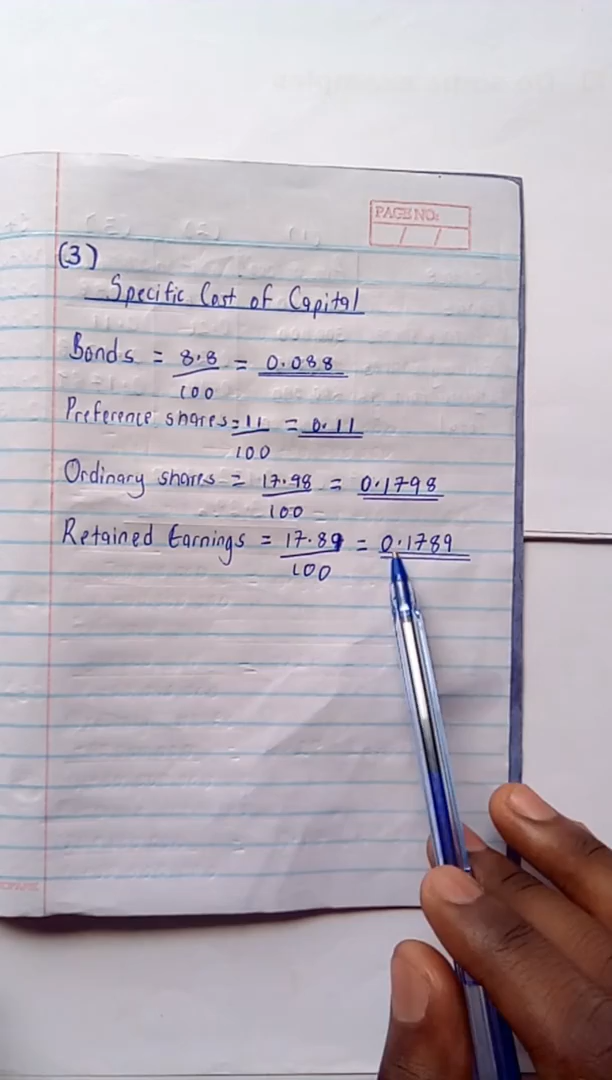 PAGE NO:
/ /
(3)
Specific Cost of Capital
Bonds = 8.8/100 = 0.088
Preference shares = 11/100 = 0.11
Ordinary shares = 17.98/100 = 0.1798
Retained Earnings = 17.89/100 = 0.1789